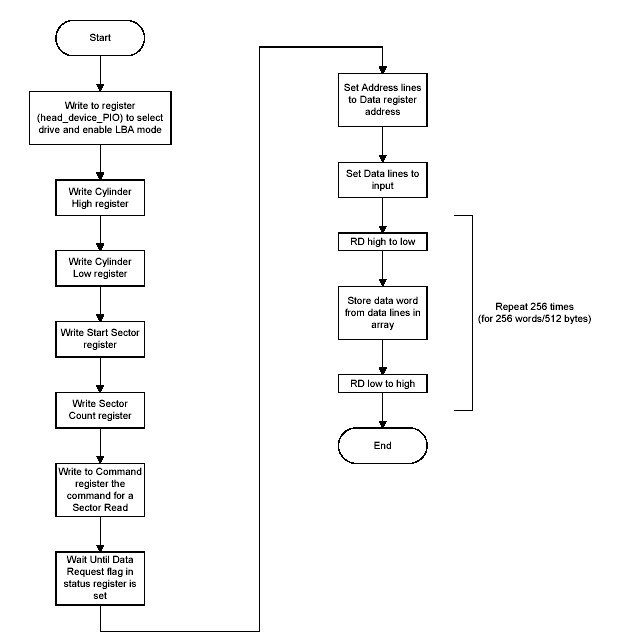 Start
Write to register
(head_device_PIO) to select
drive and enable LBA mode
Write Cylinder
High register
Write Cylinder
Low register
Write Start Sector
register
Write Sector
Count register
Write to Command
register the
command for a
Sector Read
Wait Until Data
Request flag in
status register is
set
Set Address lines
to Data register
address
Set Data lines to
input
RD high to low
Store data word
from data lines in
array
RD low to high
End
Repeat 256 times
(for 256 words/512 bytes)